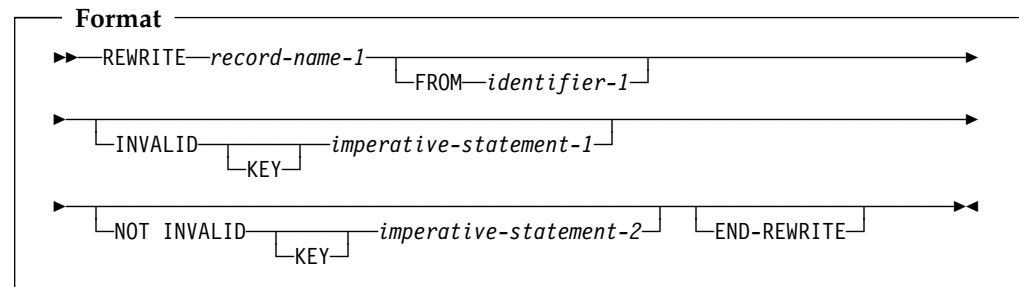 Format
REWRITE record-name-1
FROM identifier-1
INVALID imperative-statement-1
KEY
NOT INVALID imperative-statement-2 END-REWRITE
KEY